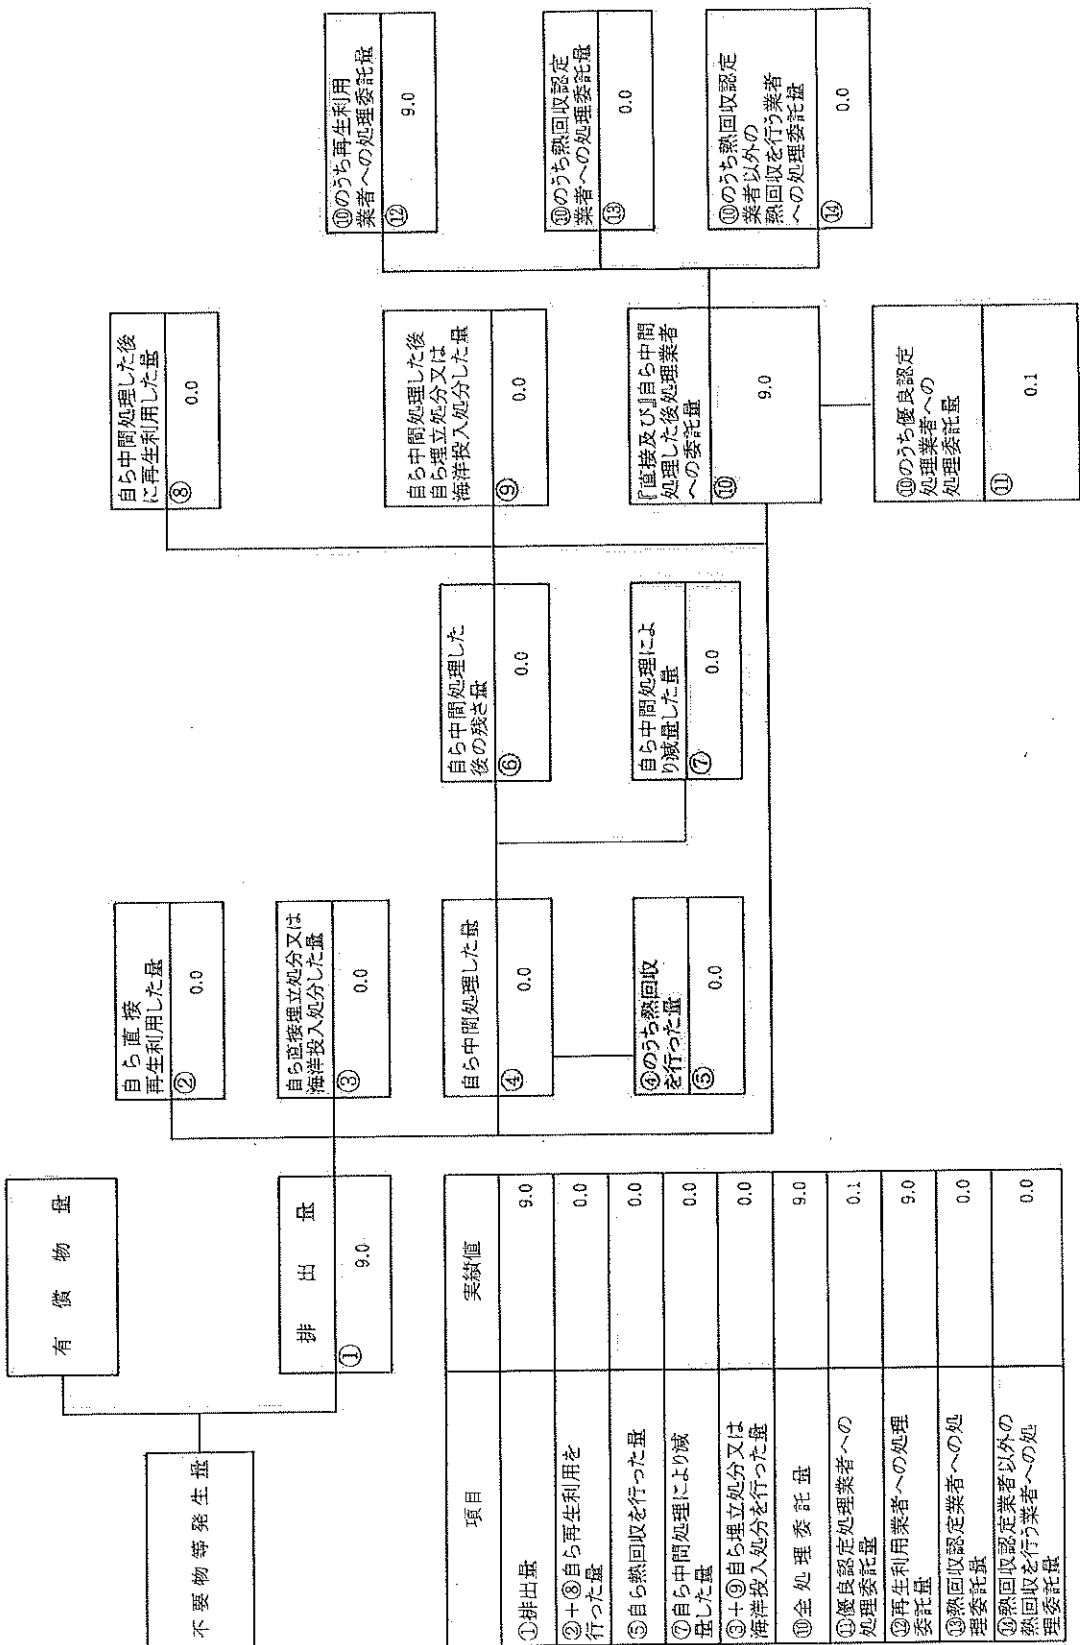 不要物等発生量
有償物量
排出量
①
9.0
自ら直接
再生利用した量
②
0.0
自ら直接埋立処分又は
海洋投入処分した量
③
0.0
自ら中間処理した量
④
0.0
④のうち熱回収
を行った量
⑤
0.0
自ら中間処理した
後の残さ量
⑥
0.0
自ら中間処理によ
り減量した量
⑦
0.0
自ら中間処理した後
に再生利用した量
⑧
0.0
自ら中間処理した後
自ら埋立処分又は
海洋投入処分した量
⑨
0.0
『直接及び』自ら中間
処理した後処理業者
への委託量
⑩
9.0
⑩のうち優良認定
処理業者への
処理委託量
⑪
0.1
⑩のうち再生利用
業者への処理委託量
⑫
9.0
⑩のうち熱回収認定
業者への処理委託量
⑬
0.0
⑩のうち熱回収認定
業者以外の
熱回収を行う業者
への処理委託量
⑭
0.0
項目 実績値
①排出量 9.0
②+⑧自ら再生利用を
行った量 0.0
⑤自ら熱回収を行った量 0.0
⑦自ら中間処理により減
量した量 0.0
③+⑨自ら埋立処分又は
海洋投入処分を行った量 0.0
⑩全処理委託量 9.0
⑪優良認定処理業者への
処理委託量 0.1
⑫再生利用業者への処理
委託量 9.0
⑬熱回収認定業者への処
理委託量 0.0
⑭熱回収認定業者以外の
熱回収を行う業者への処
理委託量 0.0